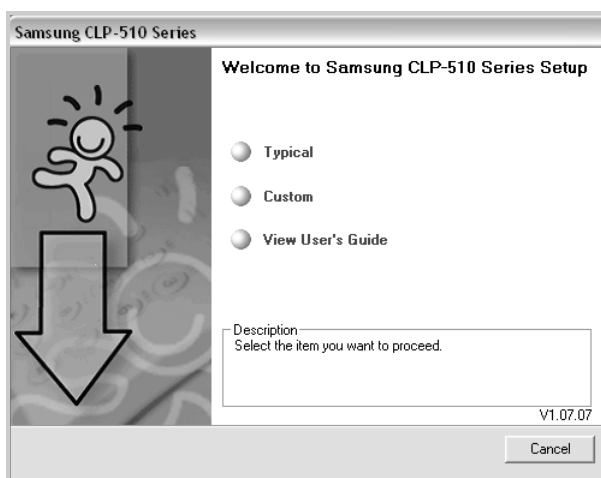 Samsung CLP-510 Series
Welcome to Samsung CLP-510 Series Setup
Typical
Custom
View User's Guide
Description
Select the item you want to proceed.
V1.07.07
Cancel